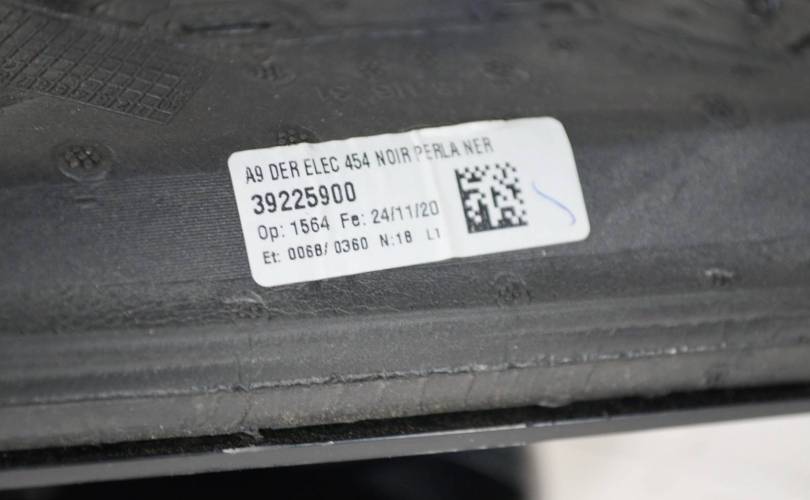 A9 DER ELEC 454 NOIR PERLA NER
39225900
Op: 1564 Fe: 24/11/20
Et: 0068/ 0360 N:18 L1